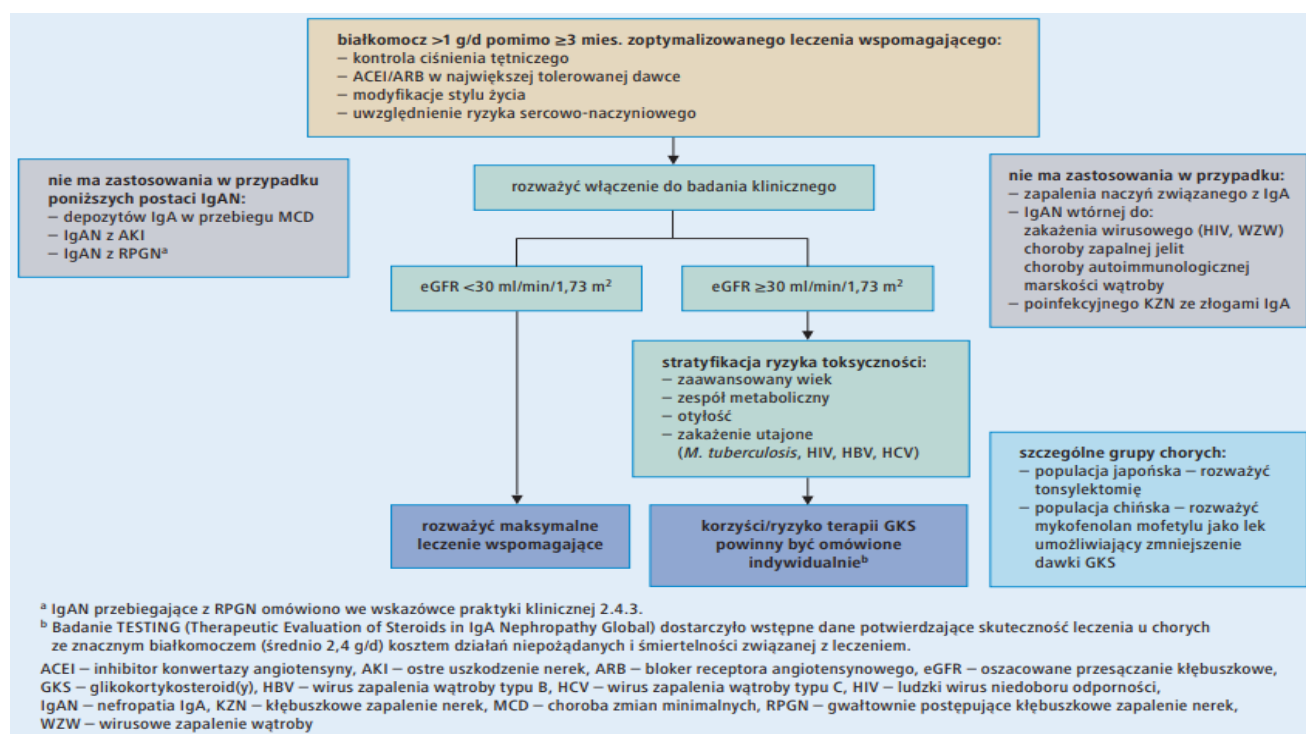 białkomocz >1 g/d pomimo ≥3 mies. zoptymalizowanego leczenia wspomagającego:
– kontrola ciśnienia tętniczego
– ACEI/ARB w największej tolerowanej dawce
– modyfikacje stylu życia
– uwzględnienie ryzyka sercowo-naczyniowego
nie ma zastosowania w przypadku
poniższych postaci IgAN:
– depozytów IgA w przebiegu MCD
– IgAN z AKI
– IgAN z RPGNᵃ
rozważyć włączenie do badania klinicznego
nie ma zastosowania w przypadku:
– zapalenia naczyń związanego z IgA
– IgAN wtórnej do:
zakażenia wirusowego (HIV, WZW)
choroby zapalnej jelit
choroby autoimmunologicznej
marskości wątroby
– poinfekcyjnego KZN ze złogami IgA
eGFR <30 ml/min/1,73 m²
eGFR ≥30 ml/min/1,73 m²
stratyfikacja ryzyka toksyczności:
– zaawansowany wiek
– zespół metaboliczny
– otyłość
– zakażenie utajone
(M. tuberculosis, HIV, HBV, HCV)
szczególne grupy chorych:
– populacja japońska – rozważyć
tonsylektomię
– populacja chińska – rozważyć
mykofenolan mofetylu jako lek
umożliwiający zmniejszenie
dawki GKS
rozważyć maksymalne
leczenie wspomagające
korzyści/ryzyko terapii GKS
powinny być omówione
indywidualnieᵇ
ᵃ IgAN przebiegające z RPGN omówiono we wskazówce praktyki klinicznej 2.4.3.
ᵇ Badanie TESTING (Therapeutic Evaluation of Steroids in IgA Nephropathy Global) dostarczyło wstępne dane potwierdzające skuteczność leczenia u chorych
ze znacznym białkomoczem (średnio 2,4 g/d) kosztem działań niepożądanych i śmiertelności związanej z leczeniem.
ACEI – inhibitor konwertazy angiotensyny, AKI – ostre uszkodzenie nerek, ARB – bloker receptora angiotensynowego, eGFR – oszacowane przesączanie kłębuszkowe,
GKS – glikokortykosteroid(y), HBV – wirus zapalenia wątroby typu B, HCV – wirus zapalenia wątroby typu C, HIV – ludzki wirus niedoboru odporności,
IgAN – nefropatia IgA, KZN – kłębuszkowe zapalenie nerek, MCD – choroba zmian minimalnych, RPGN – gwałtownie postępujące kłębuszkowe zapalenie nerek,
WZW – wirusowe zapalenie wątroby